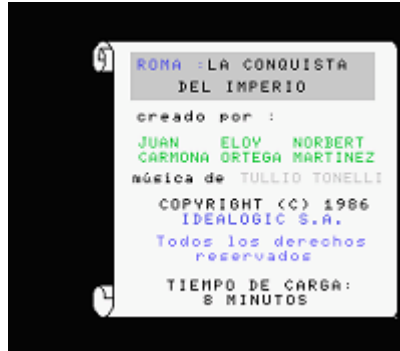 ROMA :LA CONQUISTA
DEL IMPERIO
creado por :
JUAN ELOY NORBERT
CARMONA ORTEGA MARTINEZ
música de TULLIO TONELLI
COPYRIGHT (C) 1986
IDEALOGIC S.A.
Todos los derechos
reservados
TIEMPO DE CARGA:
8 MINUTOS